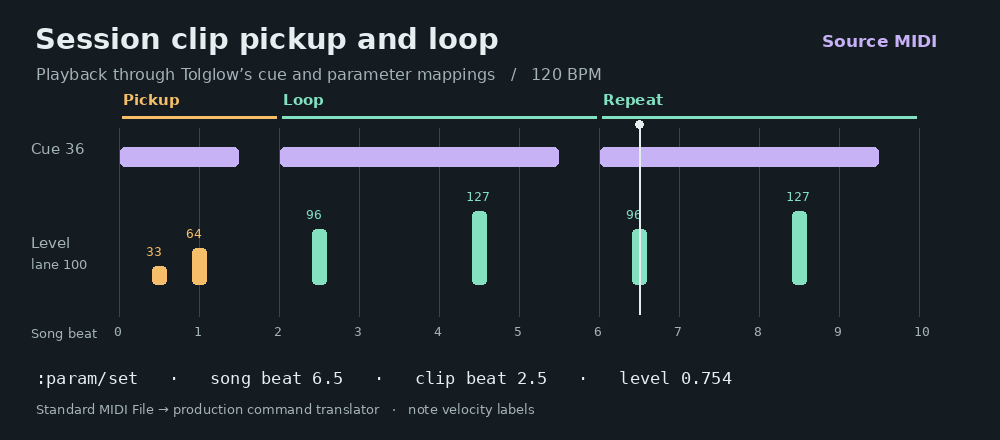 Session clip pickup and loop
Source MIDI
Playback through Tolglow’s cue and parameter mappings / 120 BPM
Pickup Loop Repeat
Cue 36
127 127
96 96
64
33
Level
lane 100
Song beat 0 1 2 3 4 5 6 7 8 9 10
:param/set · song beat 6.5 · clip beat 2.5 · level 0.754
Standard MIDI File → production command translator · note velocity labels